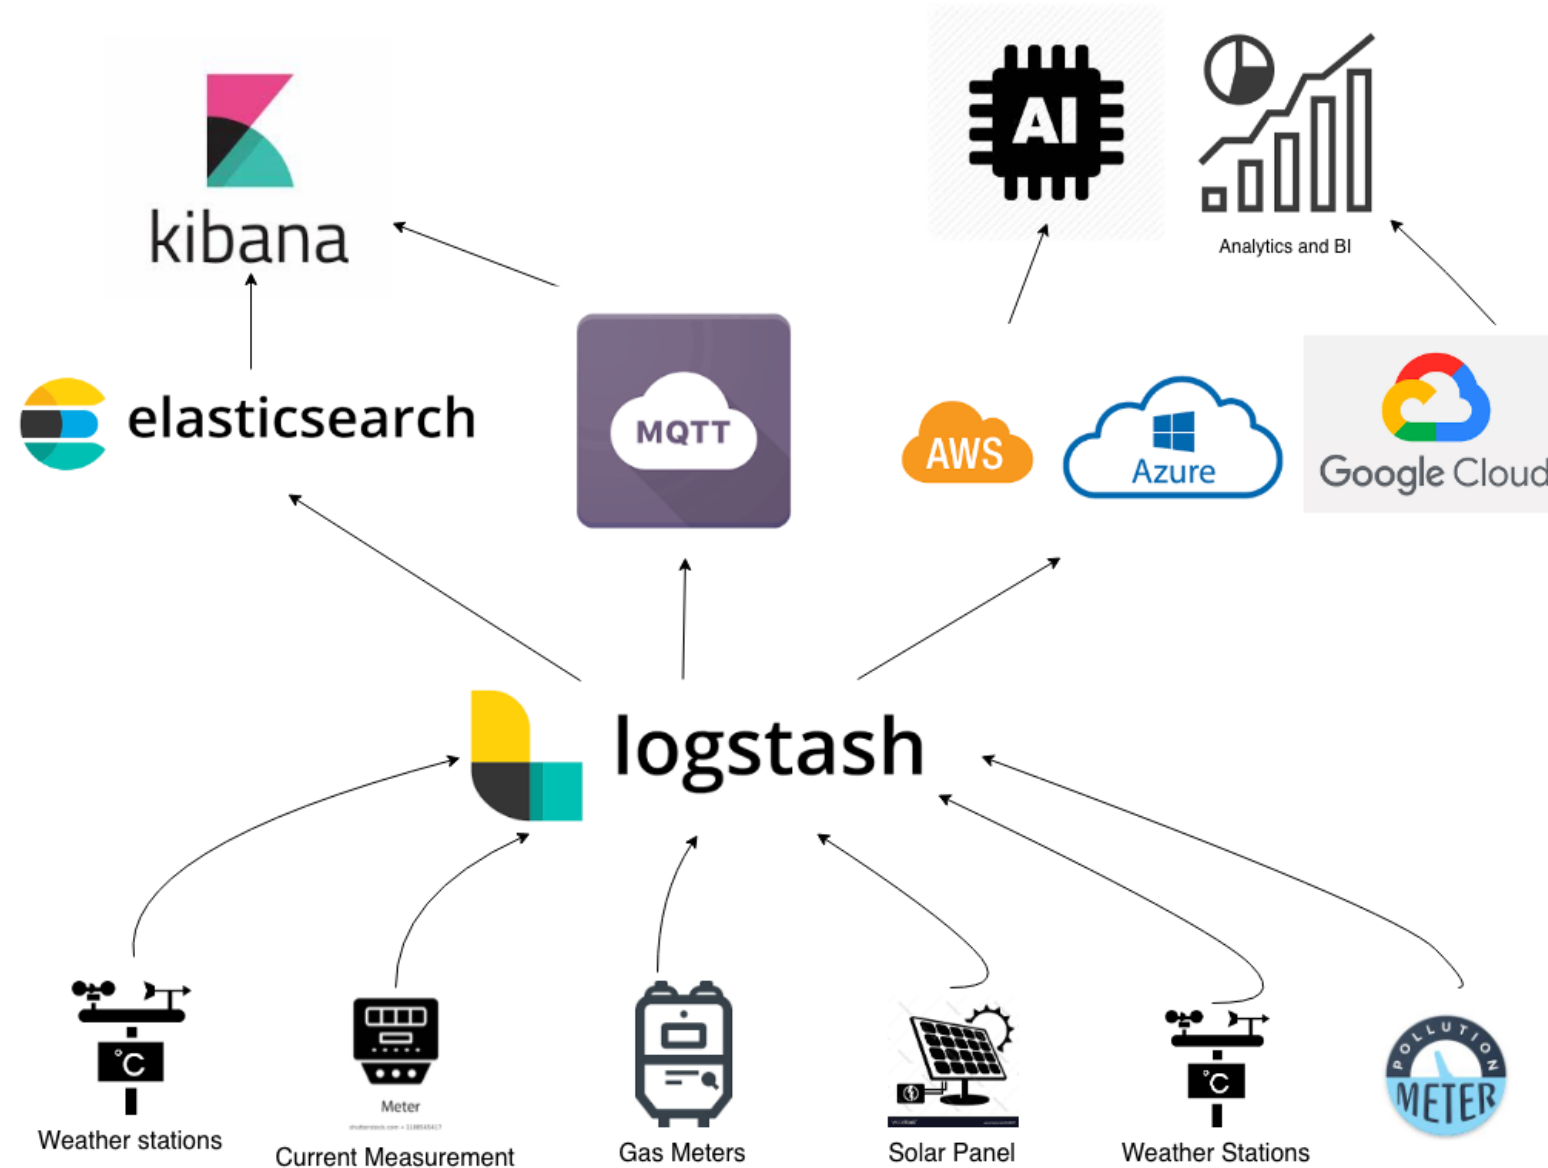 AI
kibana
Analytics and BI
elasticsearch
MQTT
AWS
Azure
Google Cloud
logstash
°C
°C
POLLUTION
METER
Meter
Weather stations
Current Measurement
Gas Meters
Solar Panel
Weather Stations